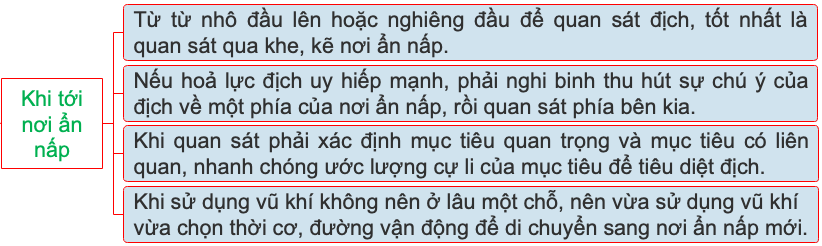 Khi tới
nơi ẩn
nấp
Từ từ nhô đầu lên hoặc nghiêng đầu để quan sát địch, tốt nhất là
quan sát qua khe, kẽ nơi ẩn nấp.
Nếu hoả lực địch uy hiếp mạnh, phải nghi binh thu hút sự chú ý của
địch về một phía của nơi ẩn nấp, rồi quan sát phía bên kia.
Khi quan sát phải xác định mục tiêu quan trọng và mục tiêu có liên
quan, nhanh chóng ước lượng cự li của mục tiêu để tiêu diệt địch.
Khi sử dụng vũ khí không nên ở lâu một chỗ, nên vừa sử dụng vũ khí
vừa chọn thời cơ, đường vận động để di chuyển sang nơi ẩn nấp mới.